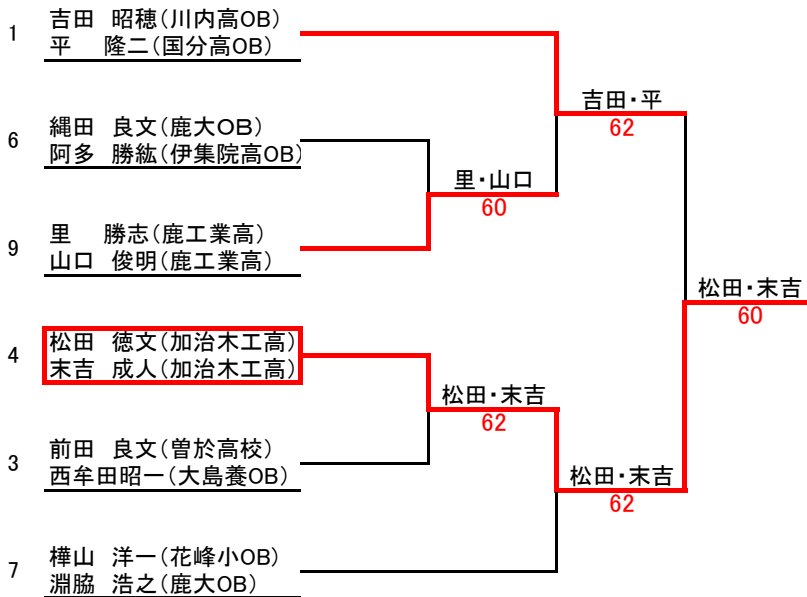 1
吉田 昭穂(川内高OB)
平 隆二(国分高OB)
吉田・平
62
6
縄田 良文(鹿大OB)
阿多 勝紘(伊集院高OB)
里・山口
60
9
里 勝志(鹿工業高)
山口 俊明(鹿工業高)
松田・末吉
60
4
松田 徳文(加治木工高)
末吉 成人(加治木工高)
松田・末吉
62
3
前田 良文(曽於高校)
西牟田昭一(大島養OB)
松田・末吉
62
7
樺山 洋一(花峰小OB)
淵脇 浩之(鹿大OB)